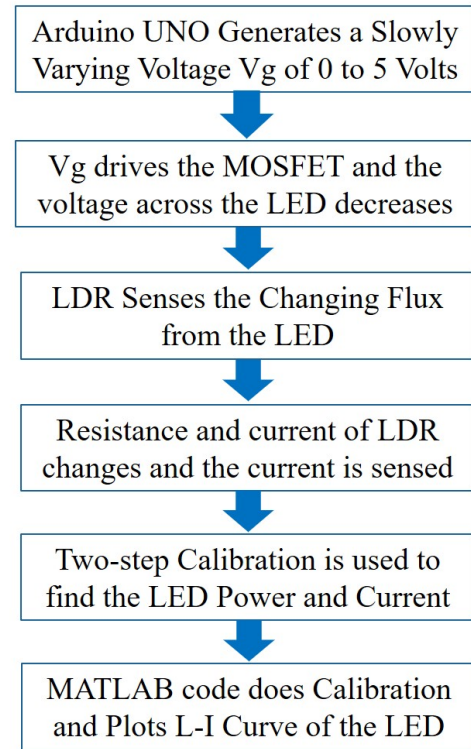 Arduino UNO Generates a Slowly
Varying Voltage Vg of 0 to 5 Volts
Vg drives the MOSFET and the
voltage across the LED decreases
LDR Senses the Changing Flux
from the LED
Resistance and current of LDR
changes and the current is sensed
Two-step Calibration is used to
find the LED Power and Current
MATLAB code does Calibration
and Plots L-I Curve of the LED